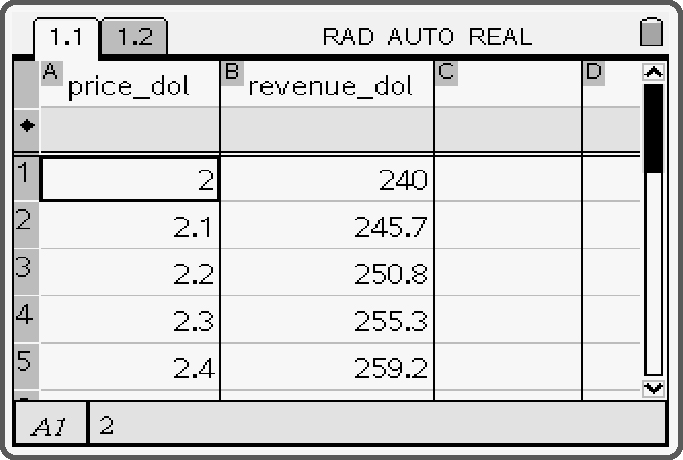 1.1 1.2 RAD AUTO REAL
A price_dol B revenue_dol C D
◆
1 2 240
2 2.1 245.7
3 2.2 250.8
4 2.3 255.3
5 2.4 259.2
A1 2